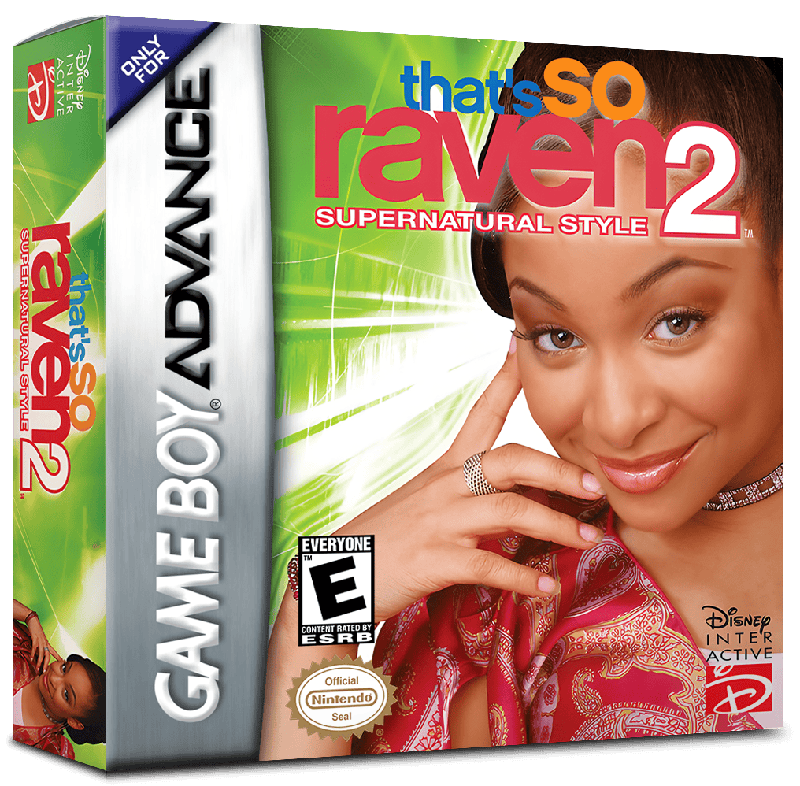 Disney
INTER
ACTIVE
that's so
raven 2
SUPERNATURAL STYLE
ONLY
FOR
GAME BOY ADVANCE
®
that's so
raven 2
SUPERNATURAL STYLE
TM
EVERYONE
TM
E
CONTENT RATED BY
ESRB
Official
Nintendo
Seal
Disney
INTER
ACTIVE
D